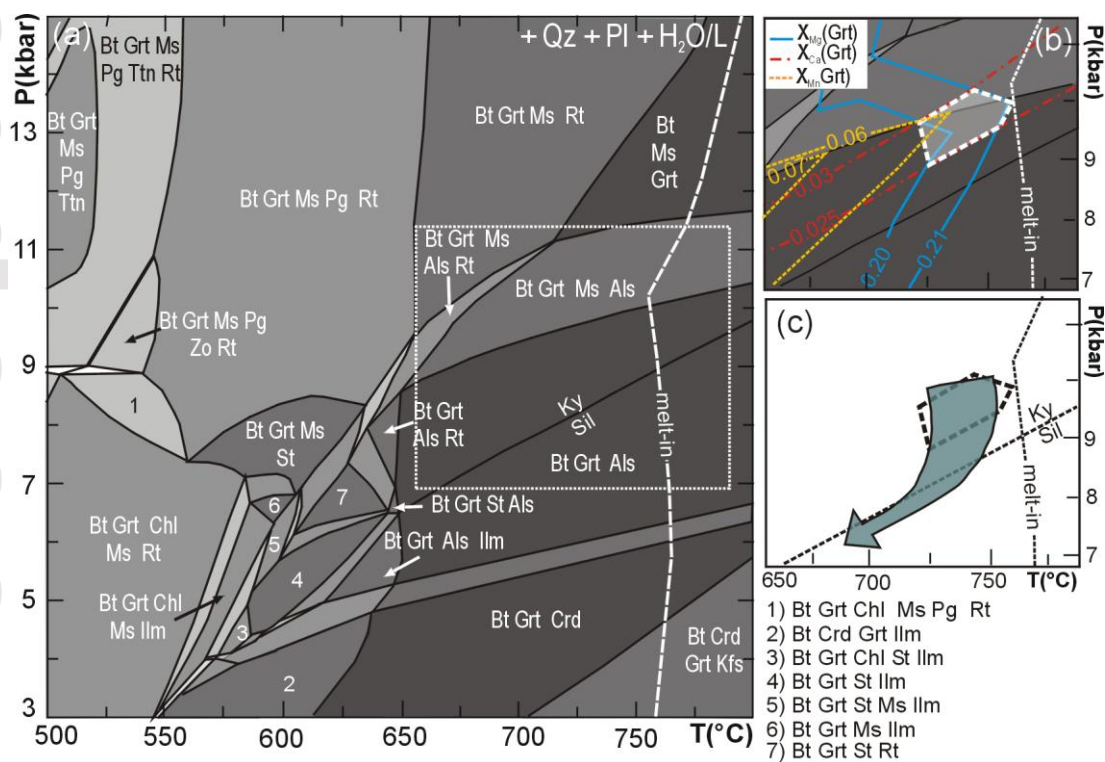 (a)
+ Qz + Pl + H2O/L
P(kbar)
13
11
9
7
5
3
500
550
600
650
700
750
T(°C)
Bt Grt Ms
Pg Ttn Rt
Bt Grt
Ms
Pg
Ttn
Bt Grt Ms Pg Rt
Bt Grt Ms Rt
Bt
Ms
Grt
Bt Grt Ms
Als Rt
Bt Grt Ms Als
Bt Grt Ms Pg
Zo Rt
1
Bt Grt Ms
St
Bt Grt
Als Rt
Ky
Sil
melt-in
Bt Grt Als
6
7
5
4
3
2
Bt Grt St Als
Bt Grt Als Ilm
Bt Grt Chl
Ms Rt
Bt Grt Chl
Ms Ilm
Bt Grt Crd
Bt Crd
Grt Kfs
(b)
XMg(Grt)
XCa(Grt)
XMnGrt)
P(kbar)
9
8
7
0.06
0.07
0.03
0.025
0.20
0.21
melt-in
(c)
P(kbar)
9
8
7
Ky
Sil
melt-in
650
700
750
T(°C)
1) Bt Grt Chl Ms Pg Rt
2) Bt Crd Grt Ilm
3) Bt Grt Chl St Ilm
4) Bt Grt St Ilm
5) Bt Grt St Ms Ilm
6) Bt Grt Ms Ilm
7) Bt Grt St Rt